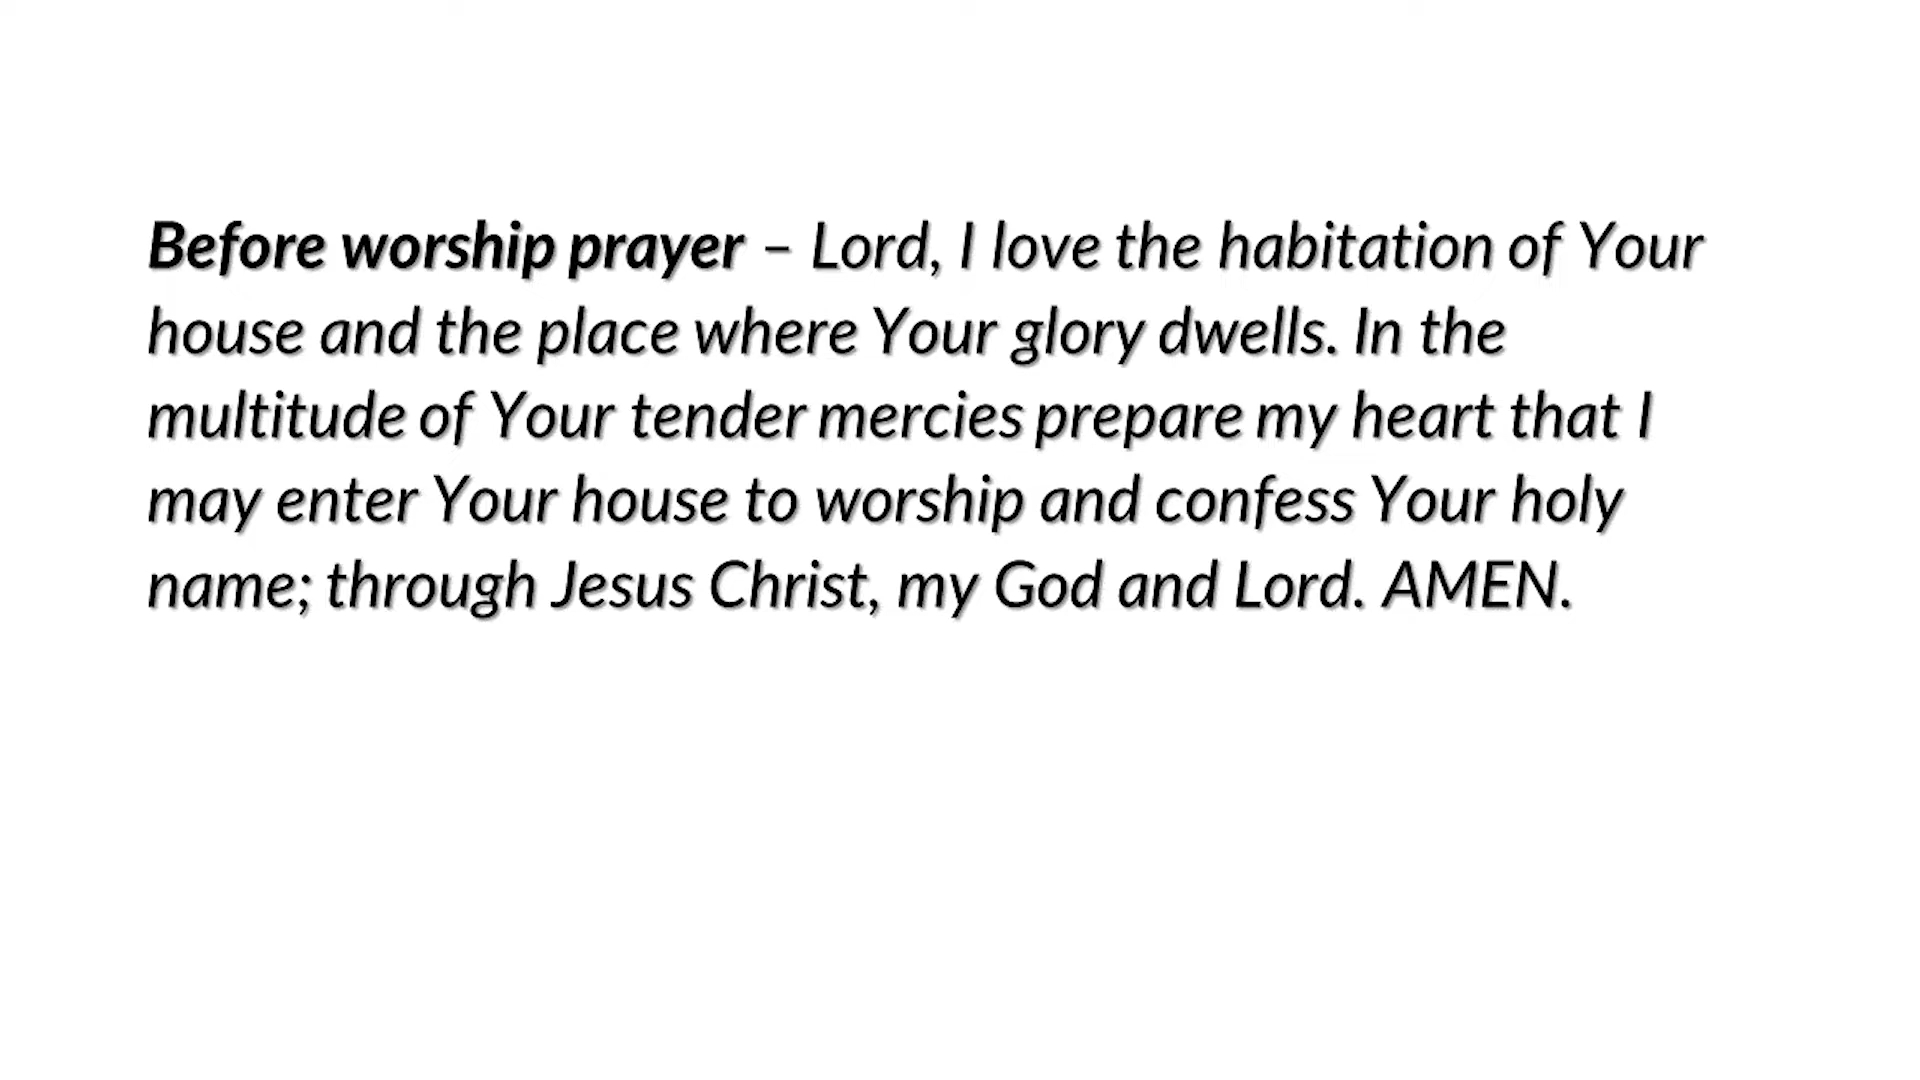 Before worship prayer – Lord, I love the habitation of Your
house and the place where Your glory dwells. In the
multitude of Your tender mercies prepare my heart that I
may enter Your house to worship and confess Your holy
name; through Jesus Christ, my God and Lord. AMEN.